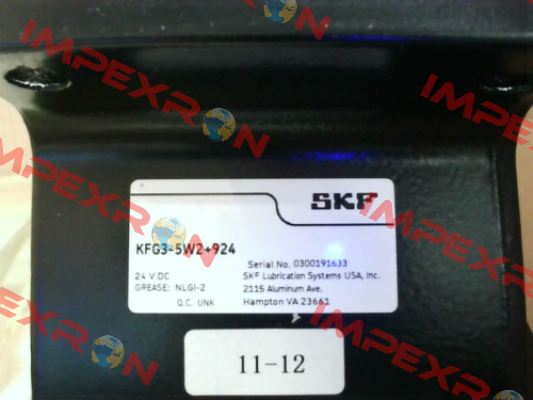 SKF
KFG3-5W2+924
Serial No. 0300191633
24 V DC SKF Lubrication Systems USA, Inc.
GREASE: NLGI-2 2115 Aluminum Ave.
Q.C. UNK Hampton VA 23661
11-12
IMPEXRON
IMPEXRON
IMPEXRON
IMPEXRON
IMPEXRON